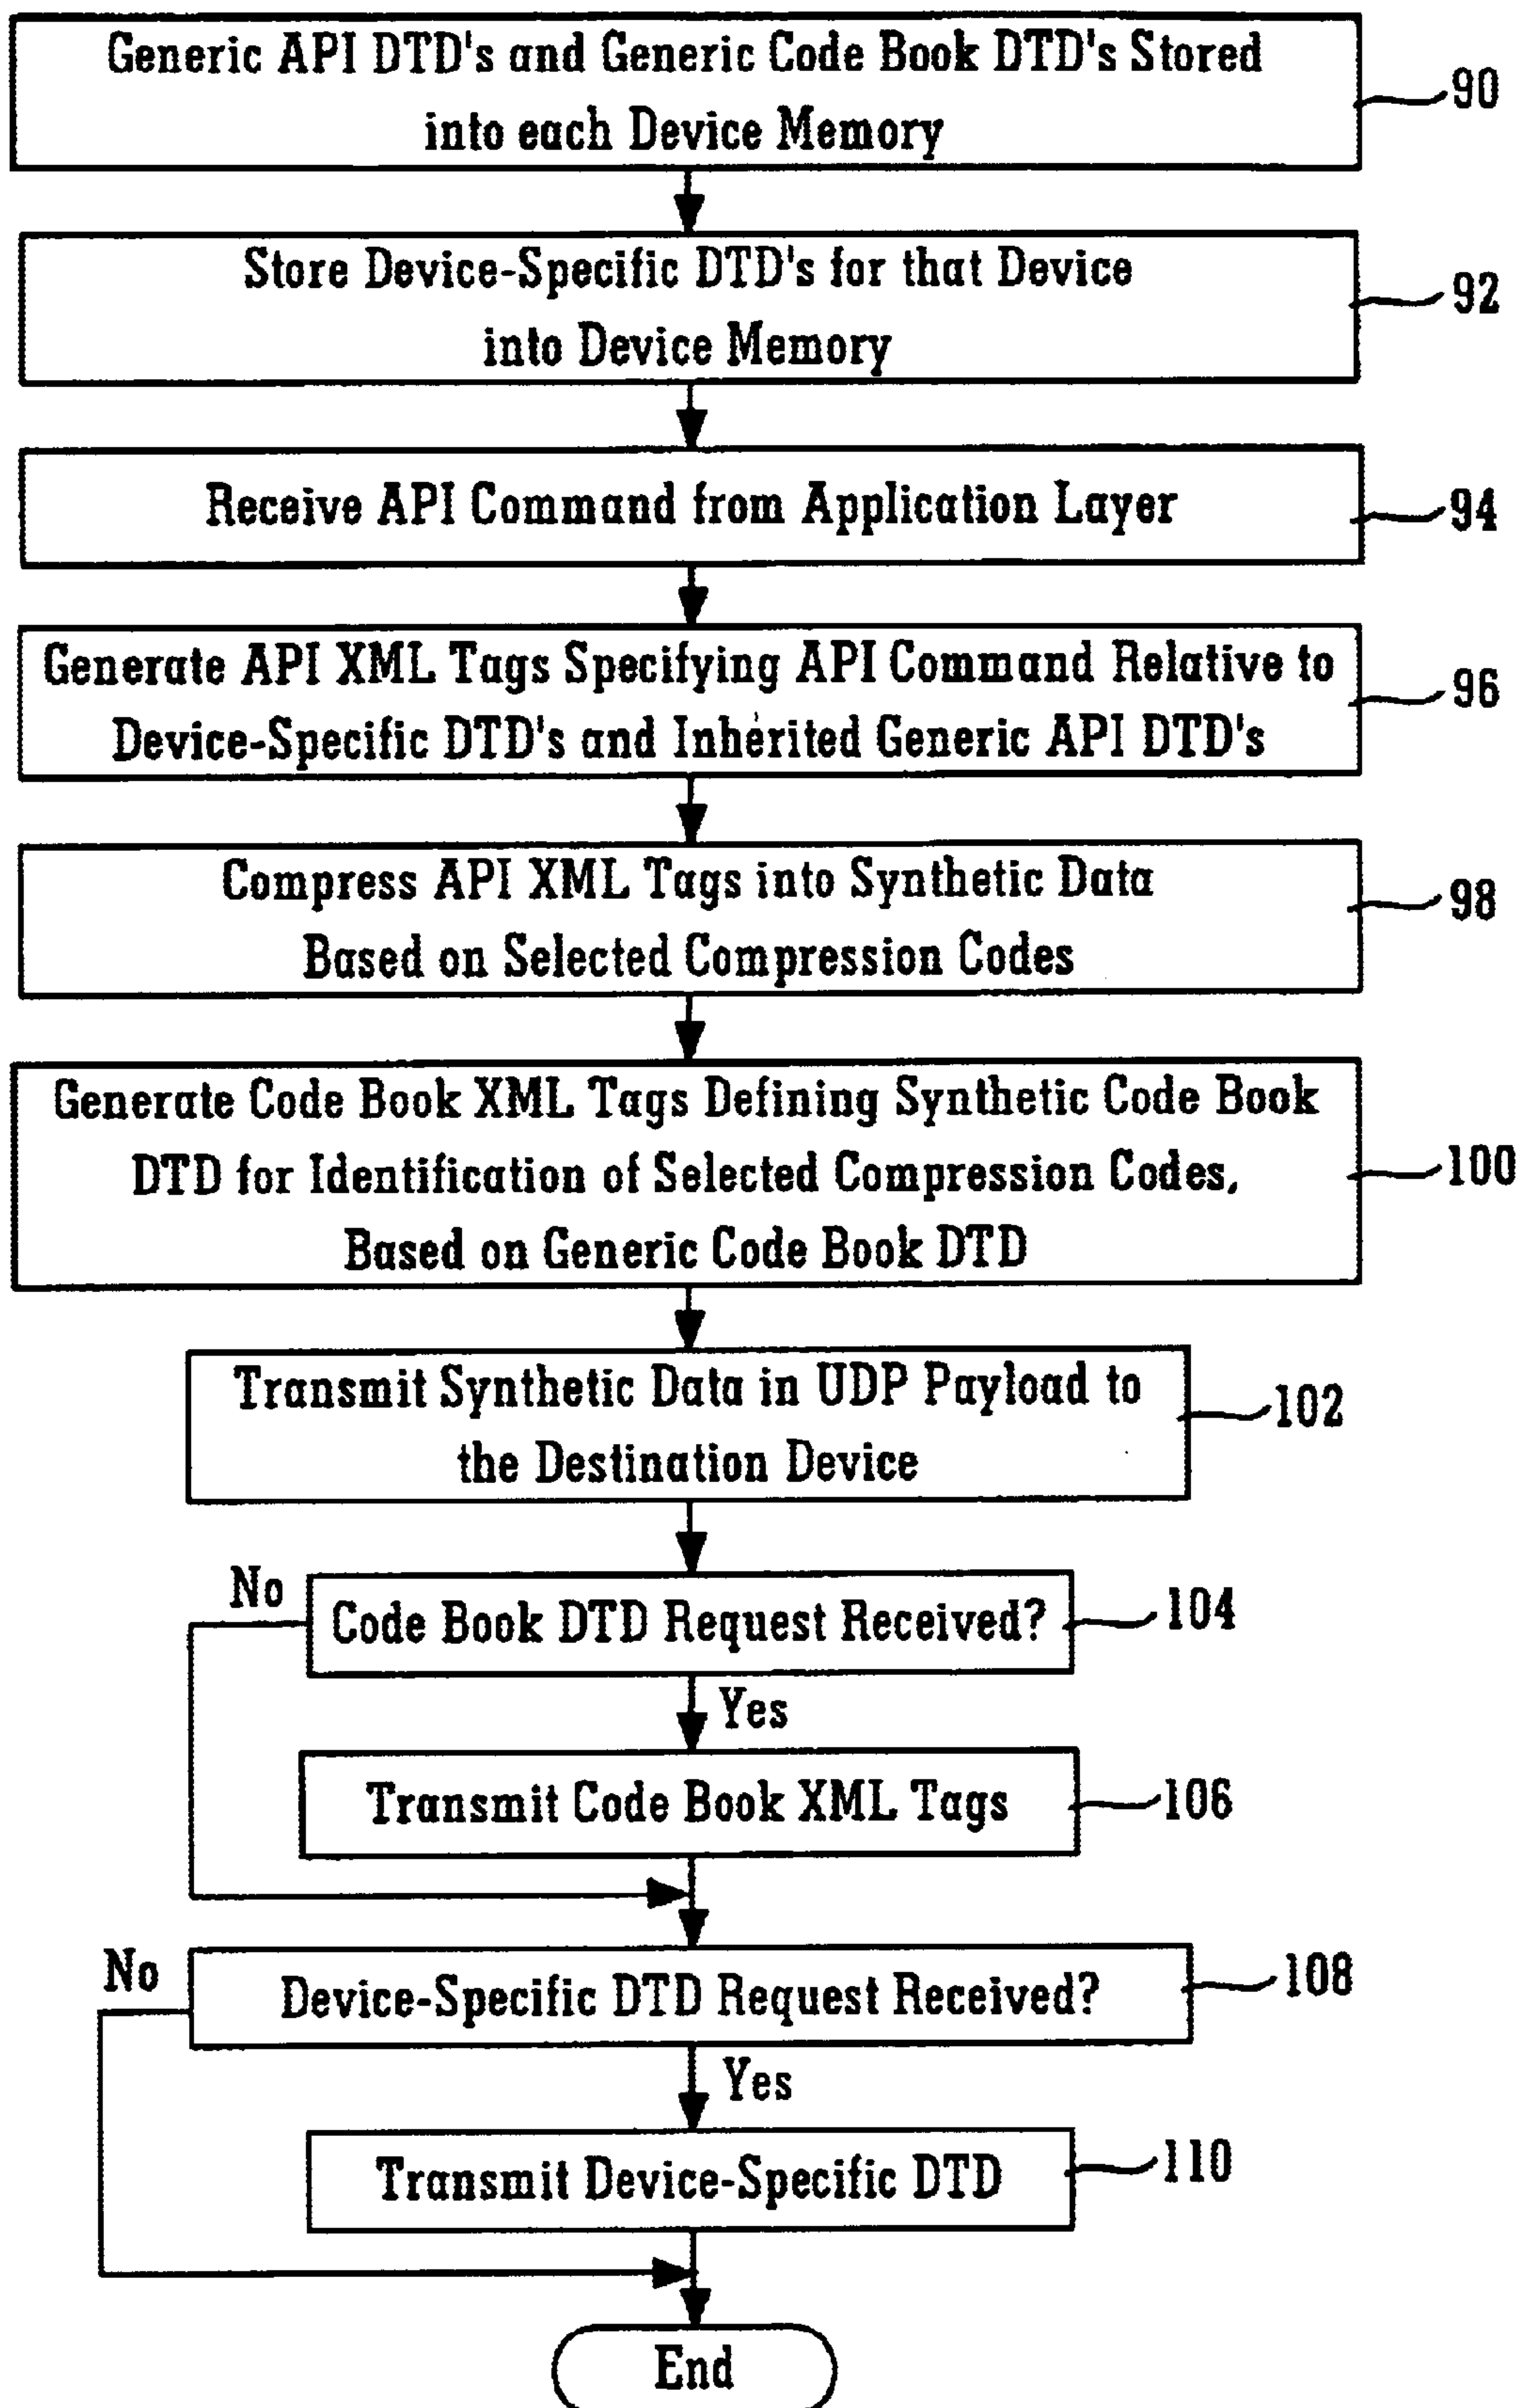 Generic API DTD's and Generic Code Book DTD's Stored
into each Device Memory
90
Store Device-Specific DTD's for that Device
into Device Memory
92
Receive API Command from Application Layer
94
Generate API XML Tags Specifying API Command Relative to
Device-Specific DTD's and Inherited Generic API DTD's
96
Compress API XML Tags into Synthetic Data
Based on Selected Compression Codes
98
Generate Code Book XML Tags Defining Synthetic Code Book
DTD for Identification of Selected Compression Codes,
Based on Generic Code Book DTD
100
Transmit Synthetic Data in UDP Payload to
the Destination Device
102
No
Code Book DTD Request Received?
104
Yes
Transmit Code Book XML Tags
106
No
Device-Specific DTD Request Received?
108
Yes
Transmit Device-Specific DTD
110
End